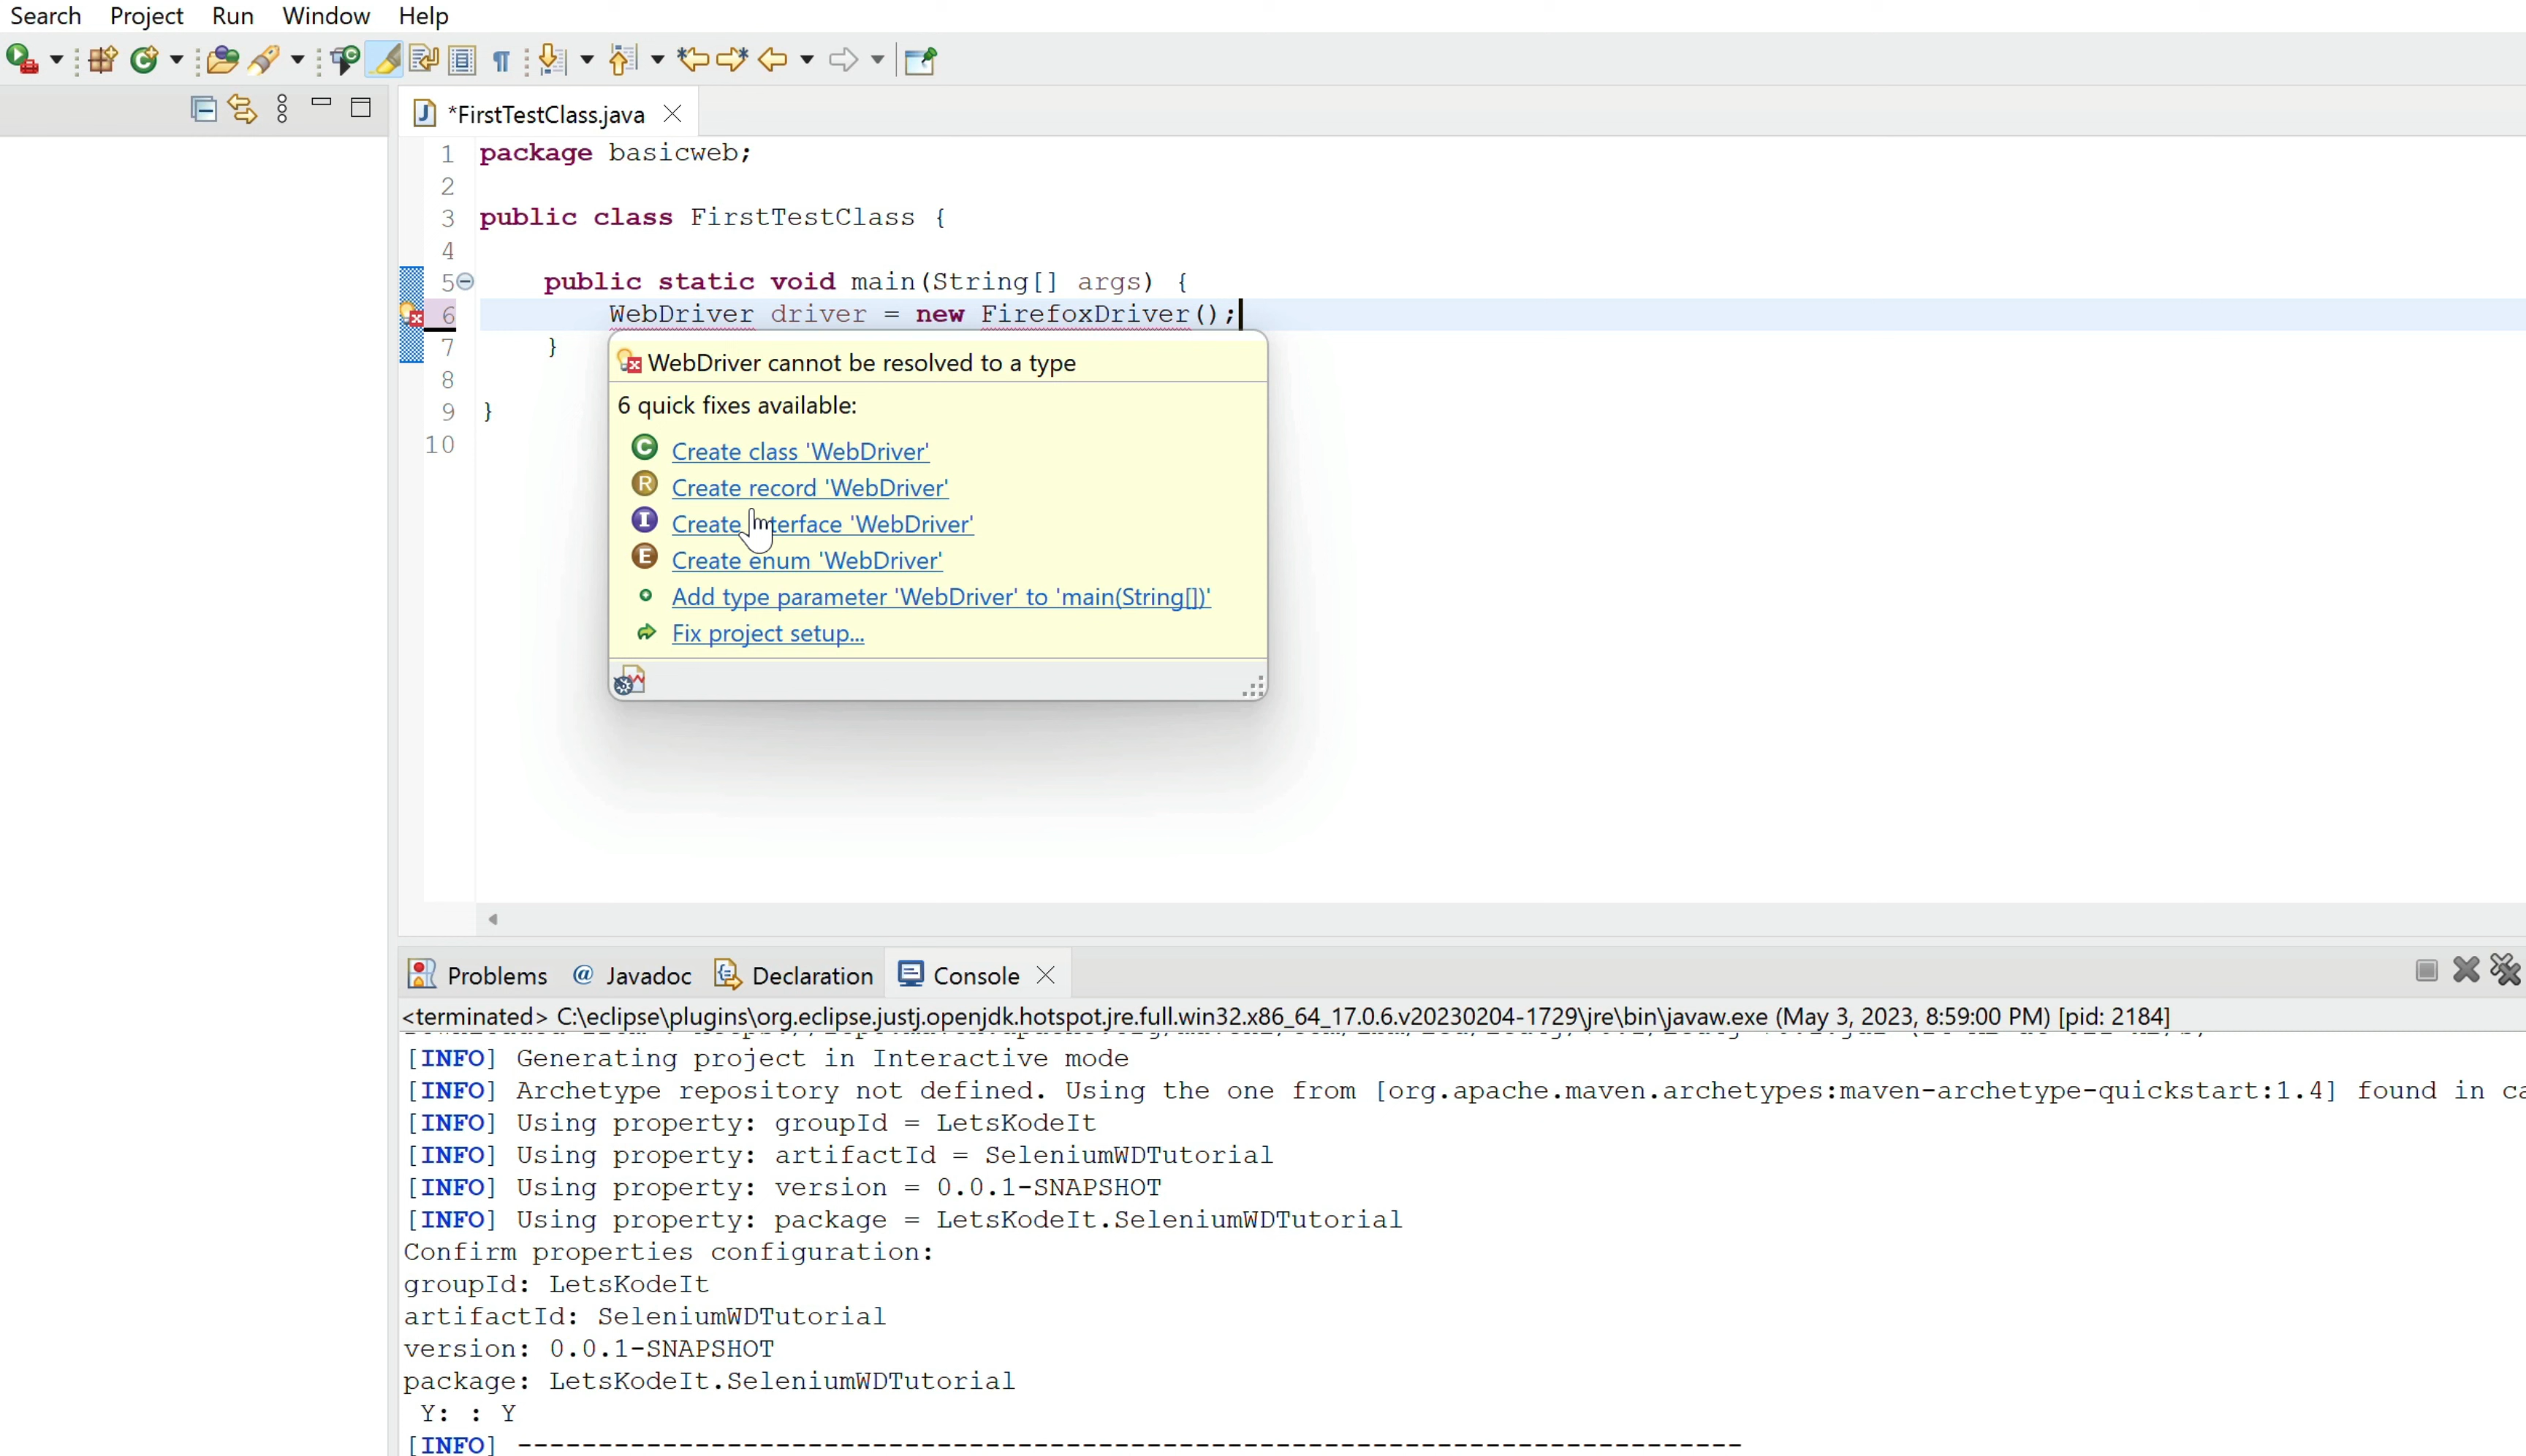 Search Project Run Window Help
*FirstTestClass.java
1 package basicweb;
2
3 public class FirstTestClass {
4
5 public static void main(String[] args) {
6 WebDriver driver = new FirefoxDriver();
7 }
8
9 }
10
WebDriver cannot be resolved to a type
6 quick fixes available:
Create class 'WebDriver'
Create record 'WebDriver'
Create interface 'WebDriver'
Create enum 'WebDriver'
Add type parameter 'WebDriver' to 'main(String[])'
Fix project setup...
Problems @ Javadoc Declaration Console
<terminated> C:\eclipse\plugins\org.eclipse.justj.openjdk.hotspot.jre.full.win32.x86_64_17.0.6.v20230204-1729\jre\bin\javaw.exe (May 3, 2023, 8:59:00 PM) [pid: 2184]
[INFO] Generating project in Interactive mode
[INFO] Archetype repository not defined. Using the one from [org.apache.maven.archetypes:maven-archetype-quickstart:1.4] found in ca
[INFO] Using property: groupId = LetsKodeIt
[INFO] Using property: artifactId = SeleniumWDTutorial
[INFO] Using property: version = 0.0.1-SNAPSHOT
[INFO] Using property: package = LetsKodeIt.SeleniumWDTutorial
Confirm properties configuration:
groupId: LetsKodeIt
artifactId: SeleniumWDTutorial
version: 0.0.1-SNAPSHOT
package: LetsKodeIt.SeleniumWDTutorial
Y: : Y
[INFO] ----------------------------------------------------------------------------